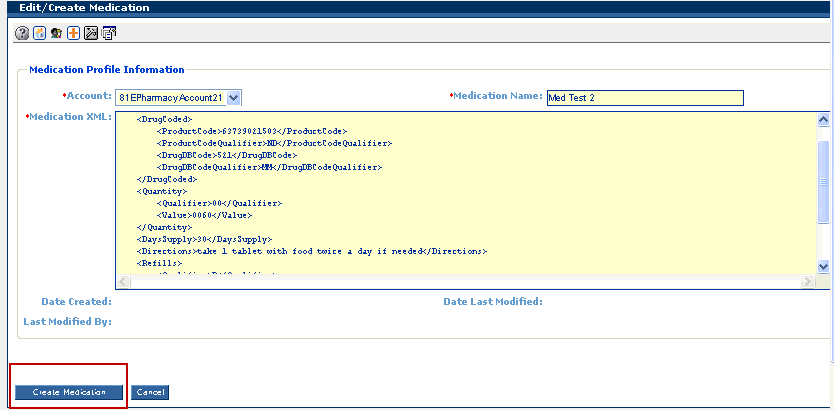 Edit/Create Medication
Medication Profile Information
*Account: 81EPharmacyAccount21 *Medication Name: Med Test 2
*Medication XML:
<DrugCoded>
<ProductCode>63739021503</ProductCode>
<ProductCodeQualifier>ND</ProductCodeQualifier>
<DrugDBCode>521</DrugDBCode>
<DrugDBCodeQualifier>MM</DrugDBCodeQualifier>
</DrugCoded>
<Quantity>
<Qualifier>00</Qualifier>
<Value>0060</Value>
</Quantity>
<DaysSupply>30</DaysSupply>
<Directions>take 1 tablet with food twice a day if needed</Directions>
<Refills>
Date Created: Date Last Modified:
Last Modified By:
Create Medication Cancel